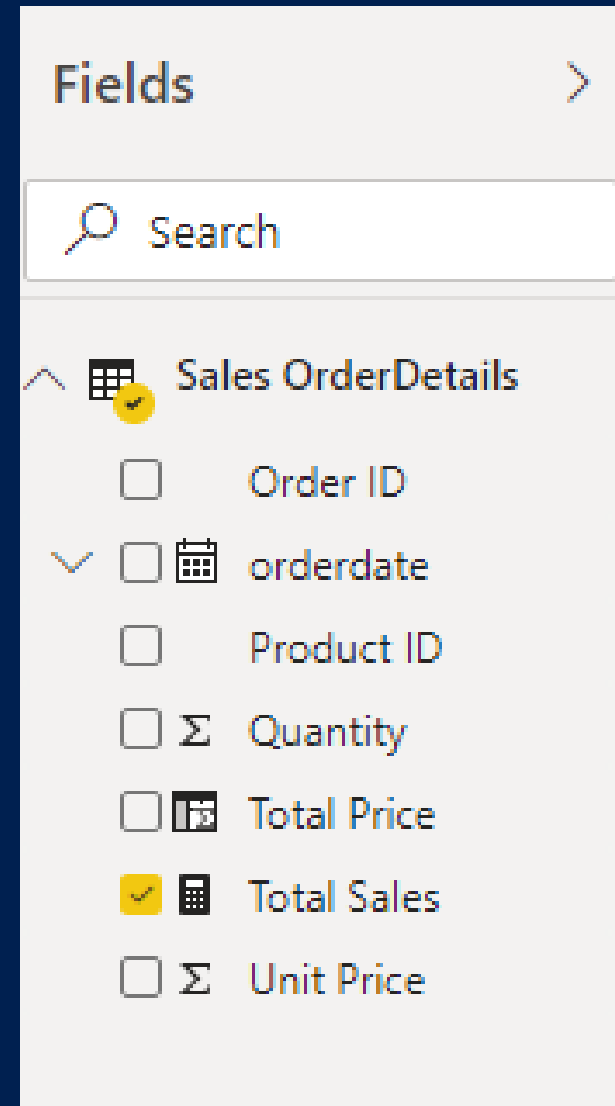 Fields
Search
Sales OrderDetails
Order ID
orderdate
Product ID
Quantity
Total Price
Total Sales
Unit Price